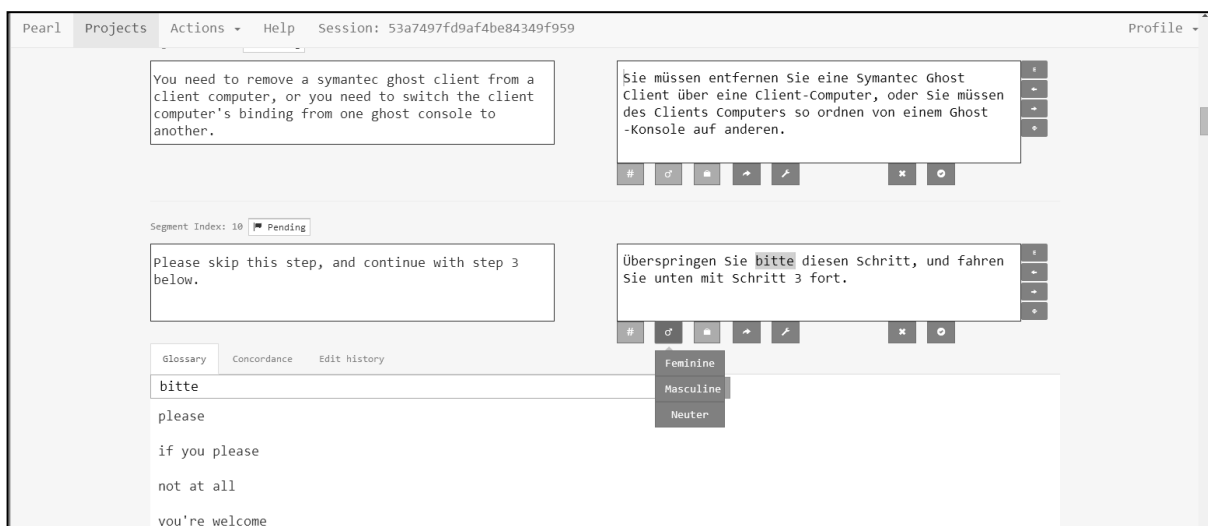 Pearl Projects Actions Help Session: 53a7497fd9af4be84349f959 Profile
You need to remove a symantec ghost client from a
client computer, or you need to switch the client
computer's binding from one ghost console to
another.
Sie müssen entfernen Sie eine Symantec Ghost
Client über eine Client-Computer, oder Sie müssen
des Clients Computers so ordnen von einem Ghost
-Konsole auf anderen.
#
Segment Index: 10 Pending
Please skip this step, and continue with step 3
below.
Überspringen Sie bitte diesen Schritt, und fahren
Sie unten mit Schritt 3 fort.
#
Feminine
Masculine
Neuter
Glossary Concordance Edit history
bitte
please
if you please
not at all
you're welcome